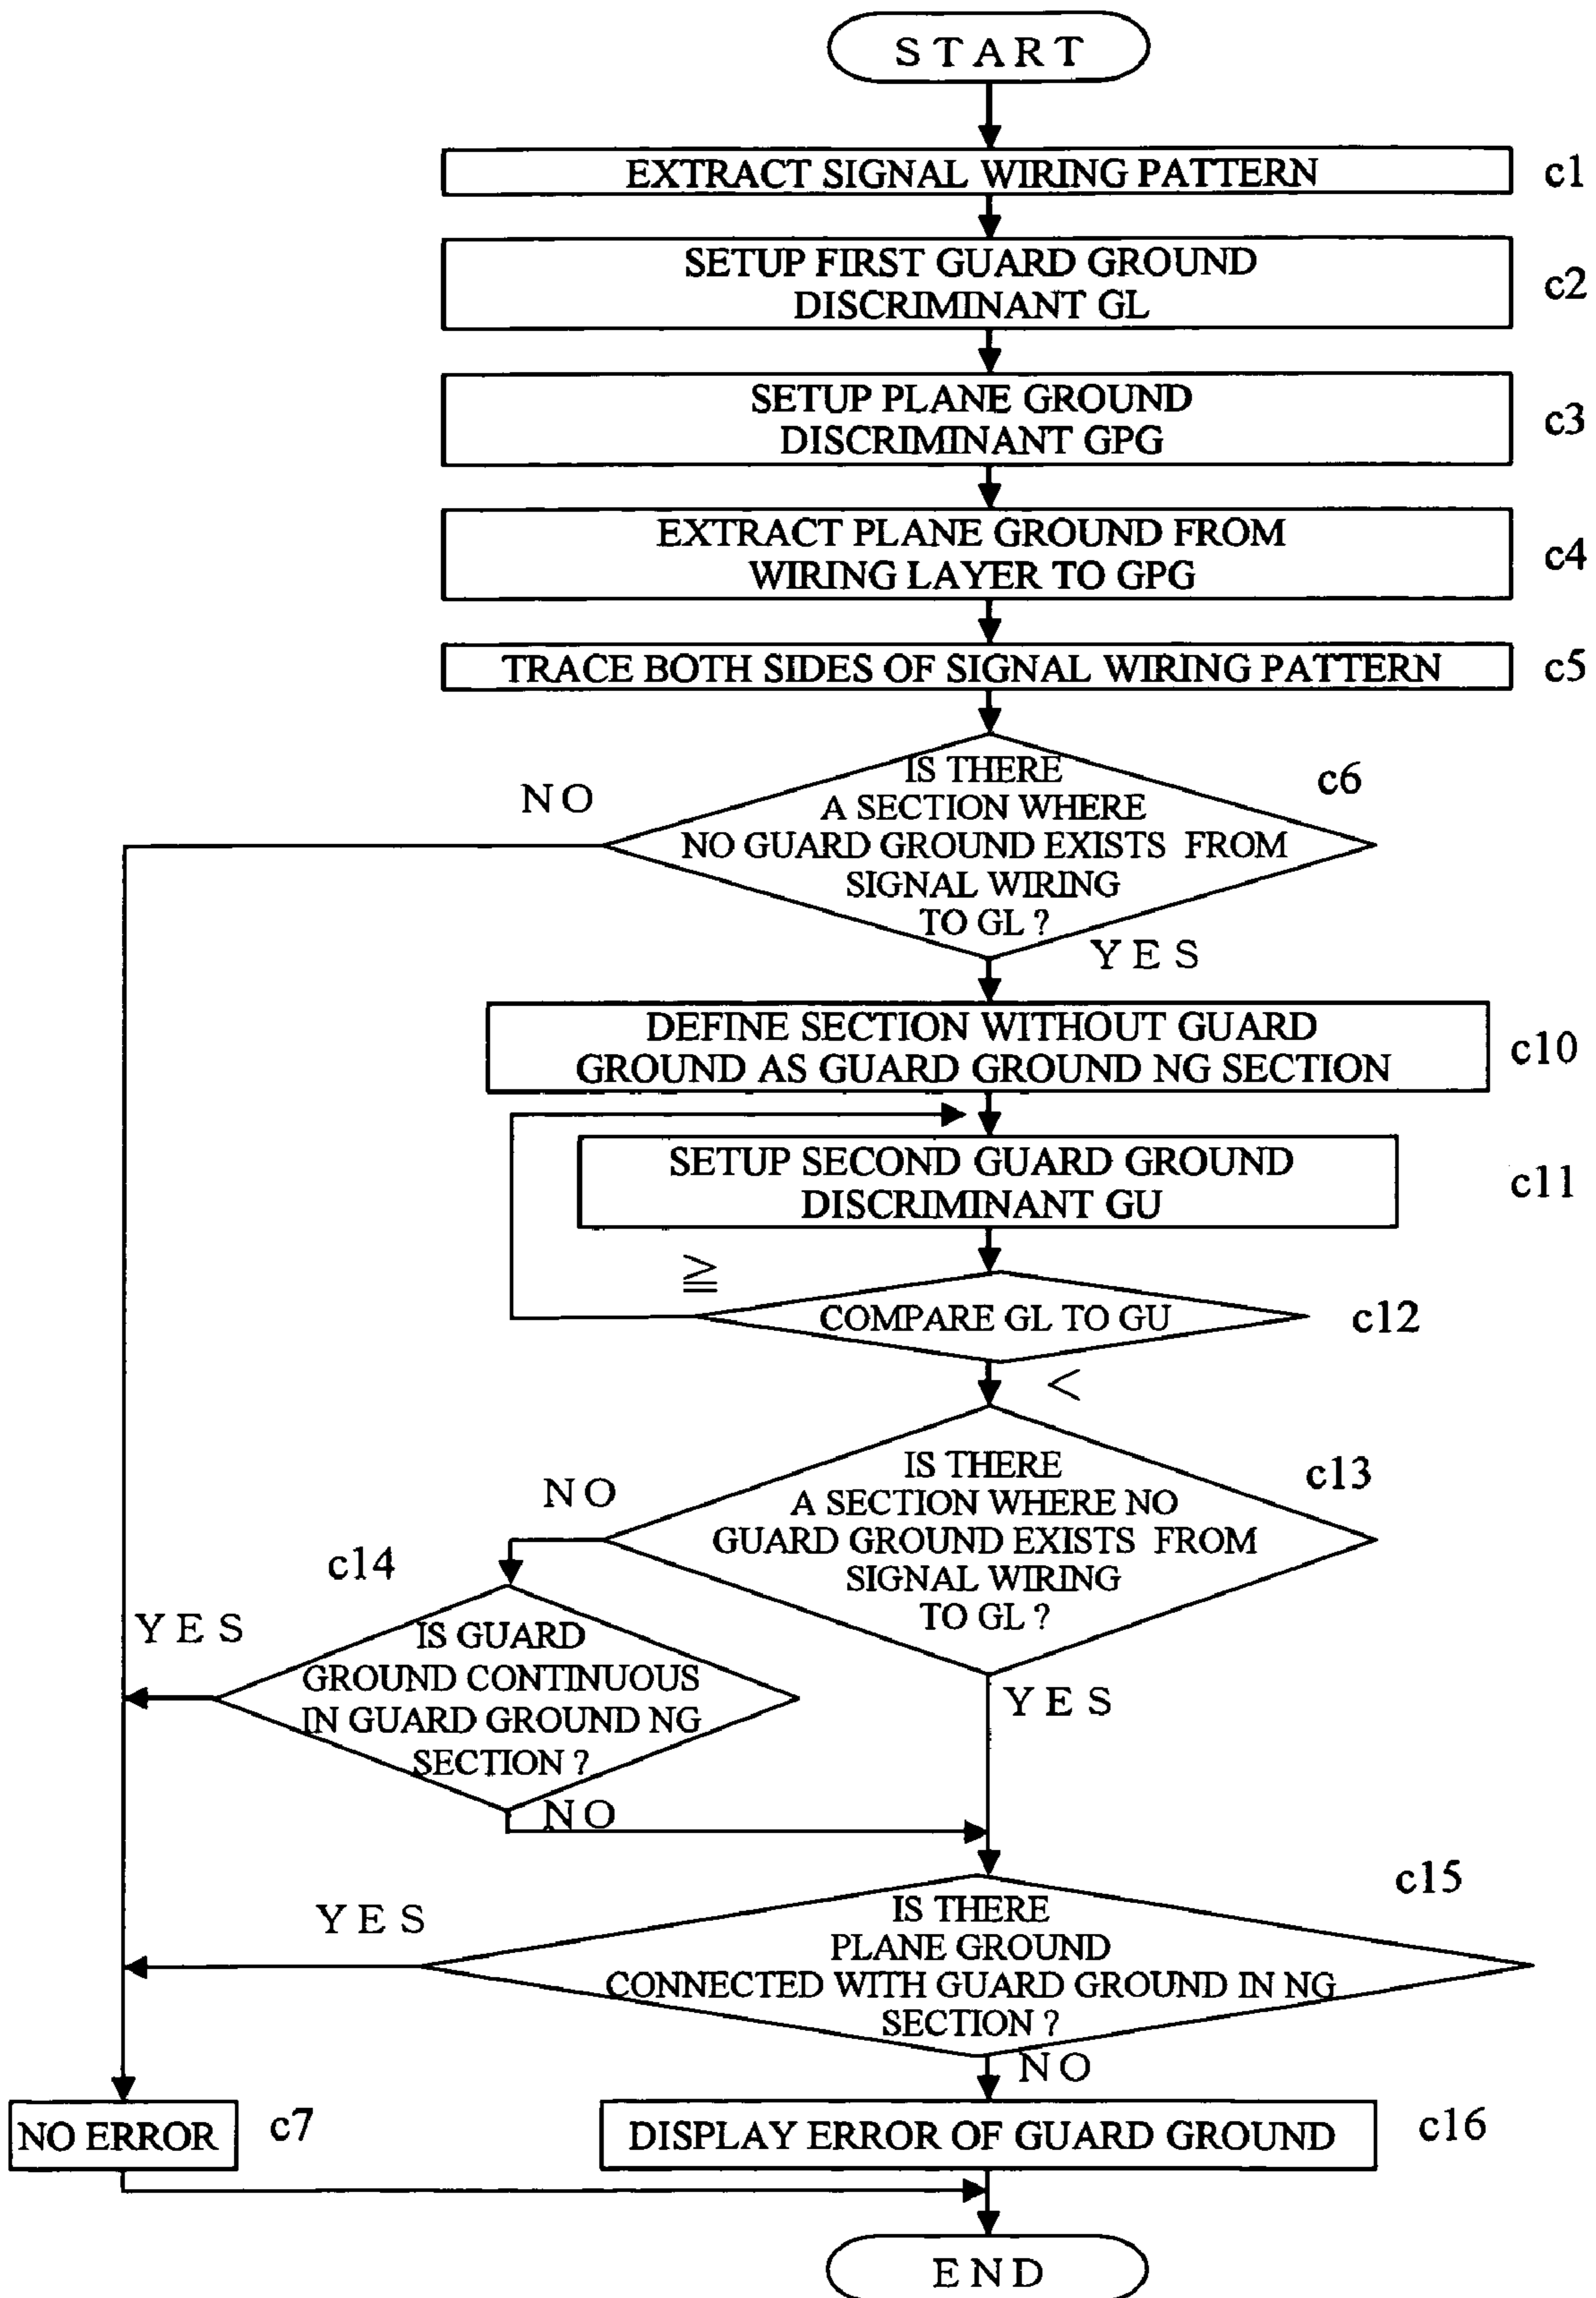 START
EXTRACT SIGNAL WIRING PATTERN
c1
SETUP FIRST GUARD GROUND
DISCRIMINANT GL
c2
SETUP PLANE GROUND
DISCRIMINANT GPG
c3
EXTRACT PLANE GROUND FROM
WIRING LAYER TO GPG
c4
TRACE BOTH SIDES OF SIGNAL WIRING PATTERN
c5
IS THERE
A SECTION WHERE
NO GUARD GROUND EXISTS FROM
SIGNAL WIRING
TO GL ?
c6
NO
YES
DEFINE SECTION WITHOUT GUARD
GROUND AS GUARD GROUND NG SECTION
c10
SETUP SECOND GUARD GROUND
DISCRIMINANT GU
c11
≧
COMPARE GL TO GU
c12
<
IS THERE
A SECTION WHERE NO
GUARD GROUND EXISTS FROM
SIGNAL WIRING
TO GL ?
c13
NO
YES
c14
IS GUARD
GROUND CONTINUOUS
IN GUARD GROUND NG
SECTION ?
YES
NO
c15
IS THERE
PLANE GROUND
CONNECTED WITH GUARD GROUND IN NG
SECTION ?
YES
NO
NO ERROR
c7
DISPLAY ERROR OF GUARD GROUND
c16
END